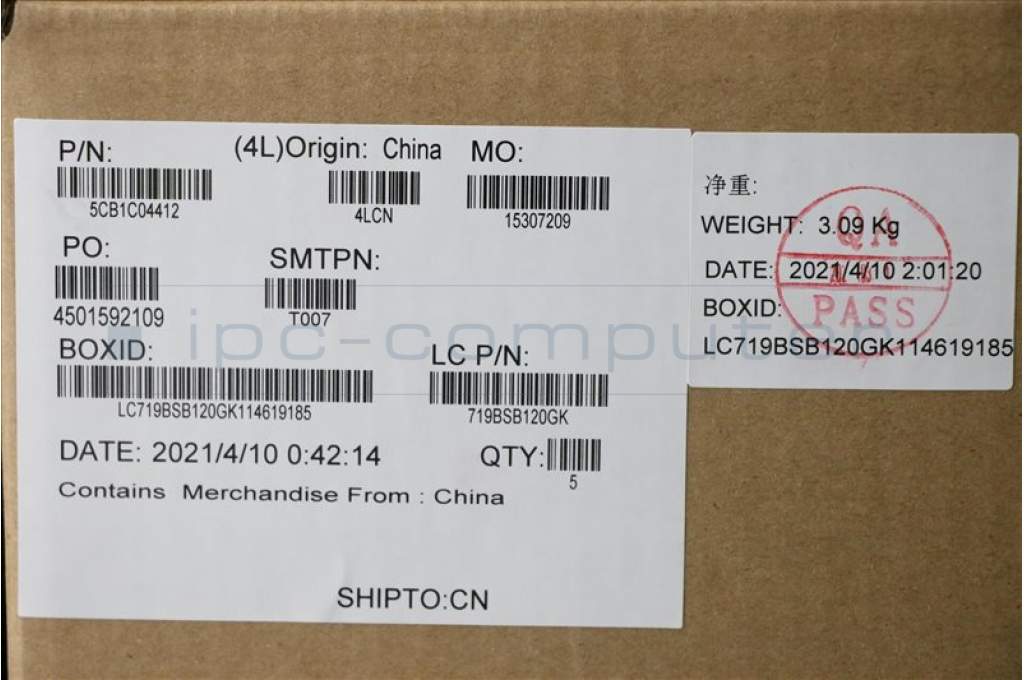 P/N: (4L)Origin: China MO:
5CB1C04412 4LCN 15307209
PO: SMTPN:
4501592109 T007
BOXID: LC P/N:
LC719BSB120GK114619185 719BSB120GK
DATE: 2021/4/10 0:42:14 QTY:
5
Contains Merchandise From : China
SHIPTO:CN
净重:
WEIGHT: 3.09 Kg
DATE: 2021/4/10 2:01:20
BOXID:
LC719BSB120GK114619185
QA
PASS
ipc-computer